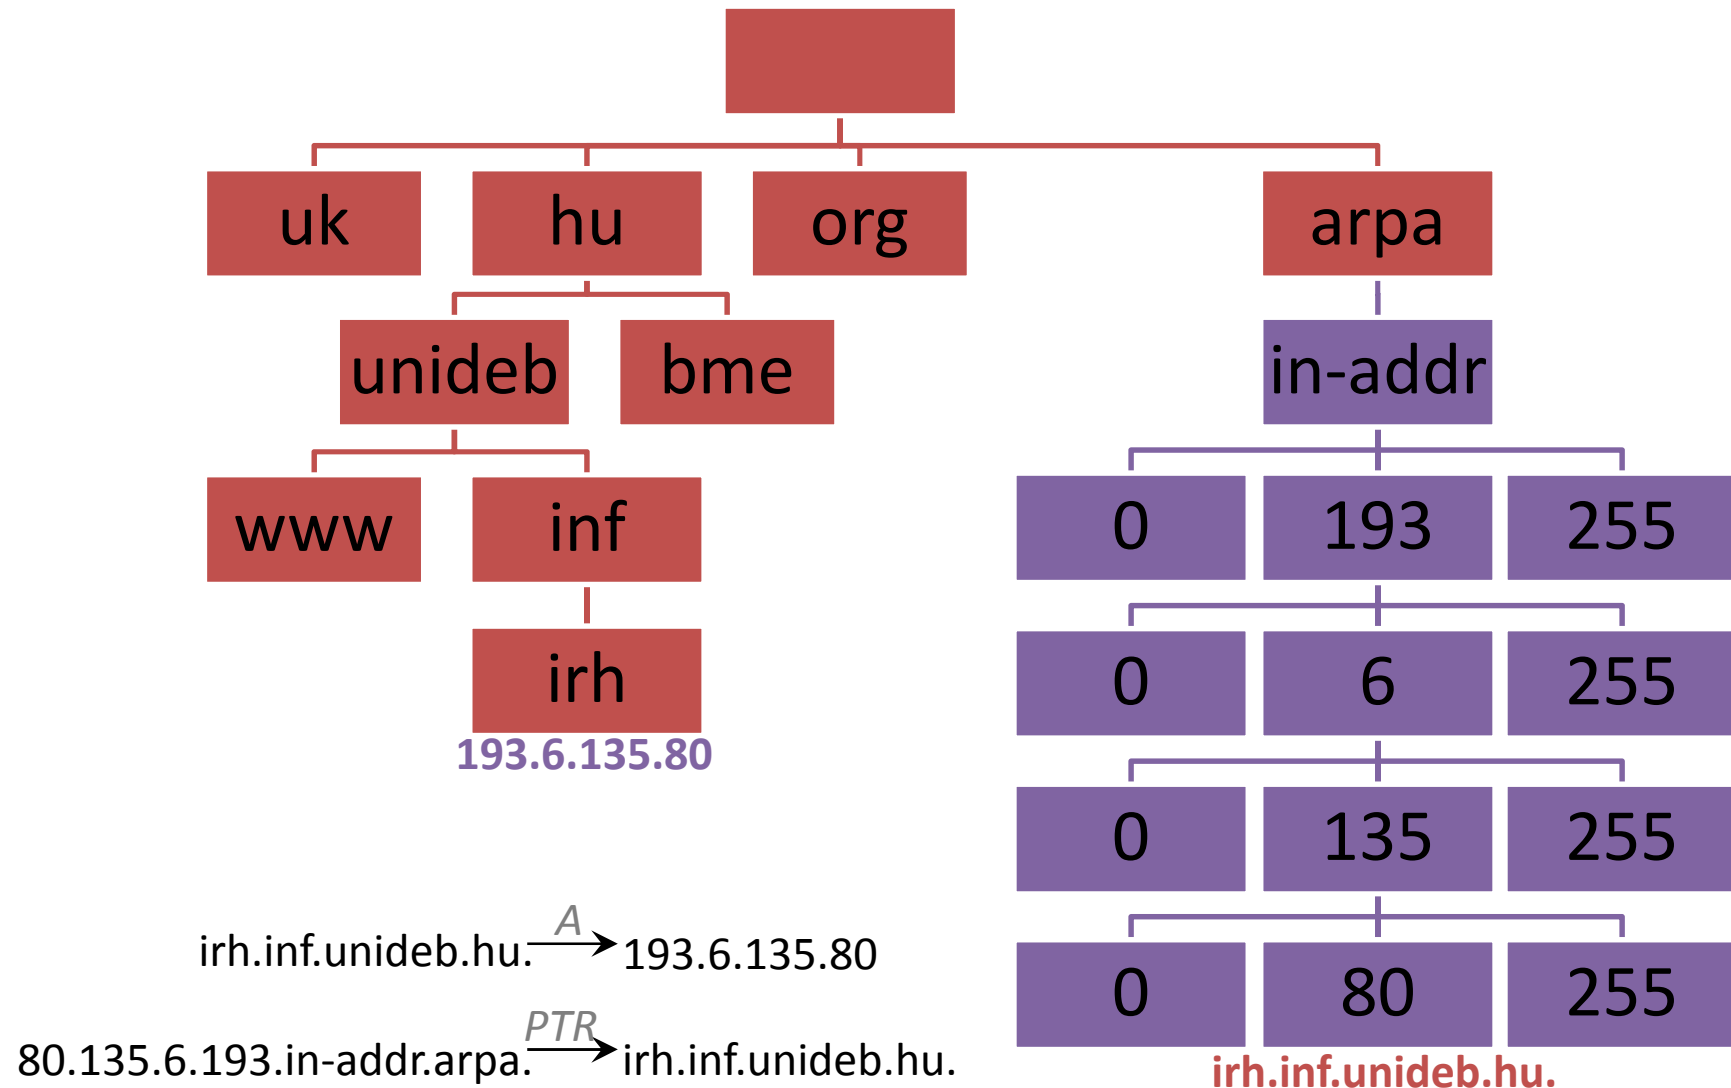 uk hu org arpa
unideb bme in-addr
www inf 0 193 255
irh 0 6 255
193.6.135.80
0 135 255
irh.inf.unideb.hu. A 193.6.135.80
0 80 255
80.135.6.193.in-addr.arpa. PTR irh.inf.unideb.hu.
irh.inf.unideb.hu.